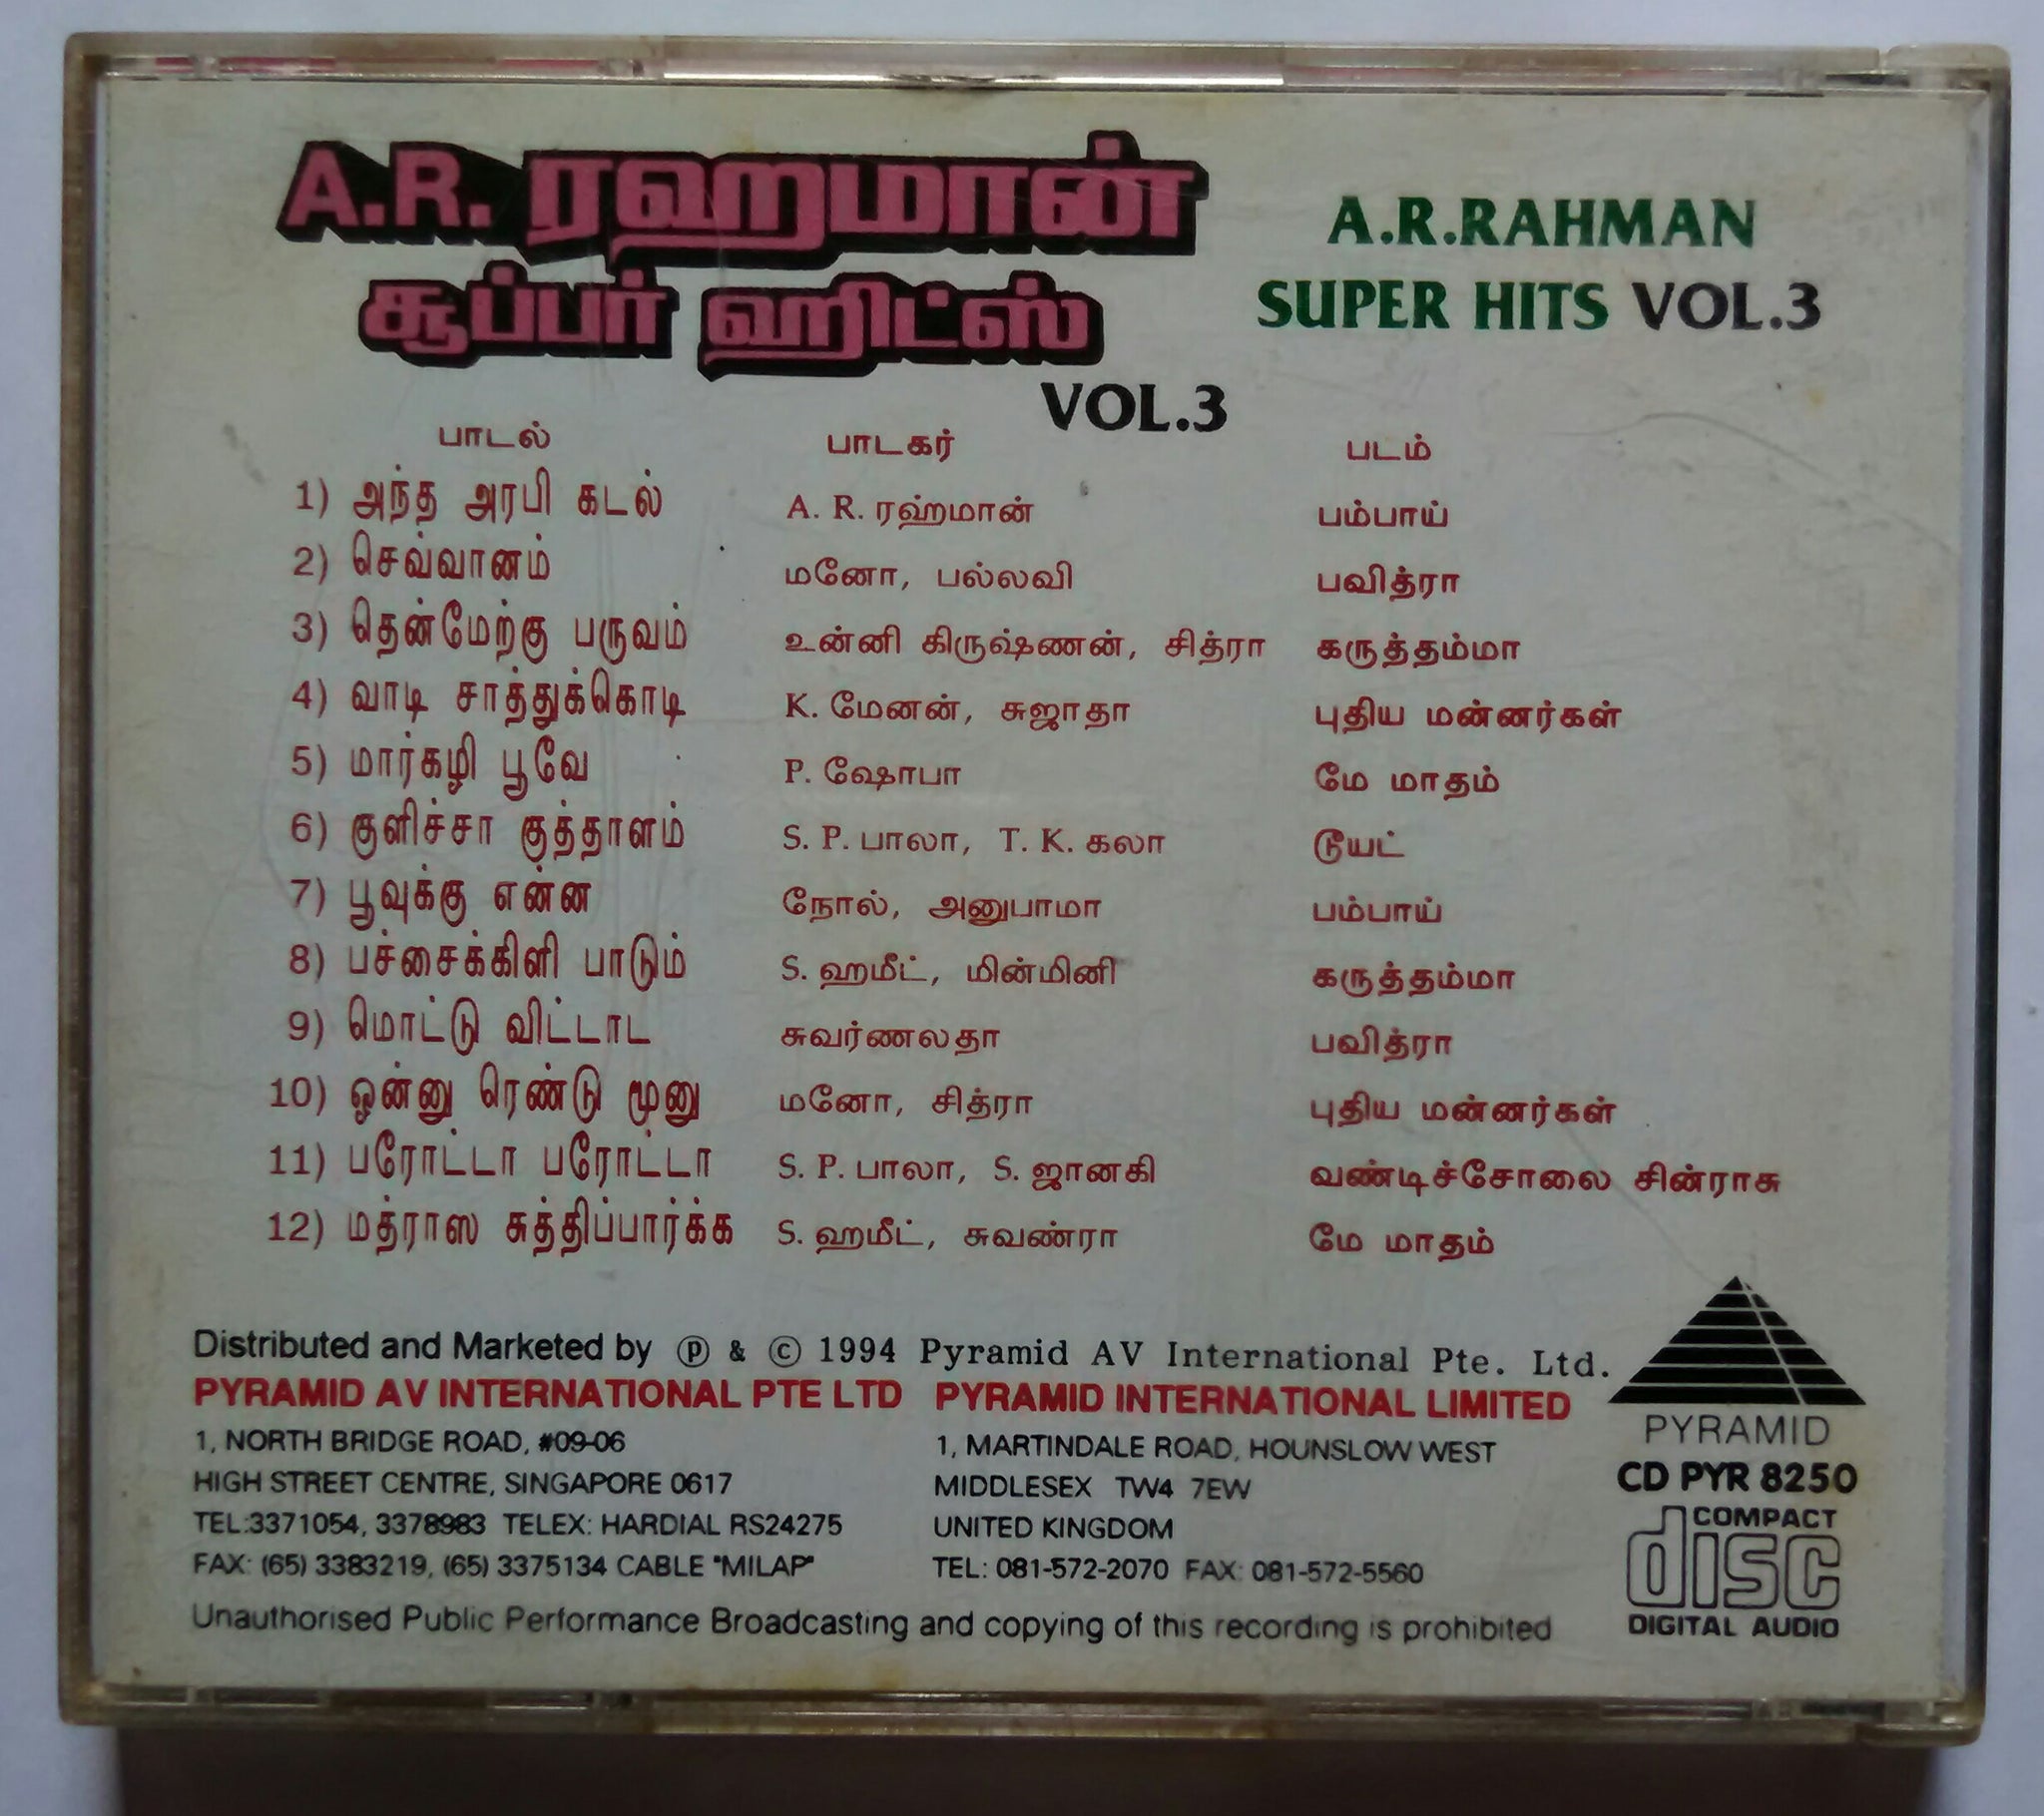 A.R. ரஹமான்
சூப்பர் ஹிட்ஸ்
VOL.3
A.R.RAHMAN
SUPER HITS VOL.3
பாடல் பாடகர் படம்
1) அந்த அரபி கடல் A. R. ரஹ்மான் பம்பாய்
2) செவ்வானம் மனோ, பல்லவி பவித்ரா
3) தென்மேற்கு பருவம் உன்னி கிருஷ்ணன், சித்ரா கருத்தம்மா
4) வாடி சாத்துக்கொடி K. மேனன், சுஜாதா புதிய மன்னர்கள்
5) மார்கழி பூவே P. ஷோபா மே மாதம்
6) குளிச்சா குத்தாளம் S. P. பாலா, T. K. கலா டூயட்
7) பூவுக்கு என்ன நோல், அனுபாமா பம்பாய்
8) பச்சைக்கிளி பாடும் S. ஹமீட், மின்மினி கருத்தம்மா
9) மொட்டு விட்டாட சுவர்ணலதா பவித்ரா
10) ஒன்னு ரெண்டு மூனு மனோ, சித்ரா புதிய மன்னர்கள்
11) பரோட்டா பரோட்டா S. P. பாலா, S. ஜானகி வண்டிச்சோலை சின்ராசு
12) மத்ராஸ சுத்திப்பார்க்க S. ஹமீட், சுவண்ரா மே மாதம்
Distributed and Marketed by ℗ & © 1994 Pyramid AV International Pte. Ltd.
PYRAMID AV INTERNATIONAL PTE LTD
1, NORTH BRIDGE ROAD, #09-06
HIGH STREET CENTRE, SINGAPORE 0617
TEL:3371054, 3378983 TELEX: HARDIAL RS24275
FAX: (65) 3383219, (65) 3375134 CABLE "MILAP"
PYRAMID INTERNATIONAL LIMITED
1, MARTINDALE ROAD, HOUNSLOW WEST
MIDDLESEX TW4 7EW
UNITED KINGDOM
TEL: 081-572-2070 FAX: 081-572-5560
Unauthorised Public Performance Broadcasting and copying of this recording is prohibited
PYRAMID
CD PYR 8250
COMPACT
disc
DIGITAL AUDIO